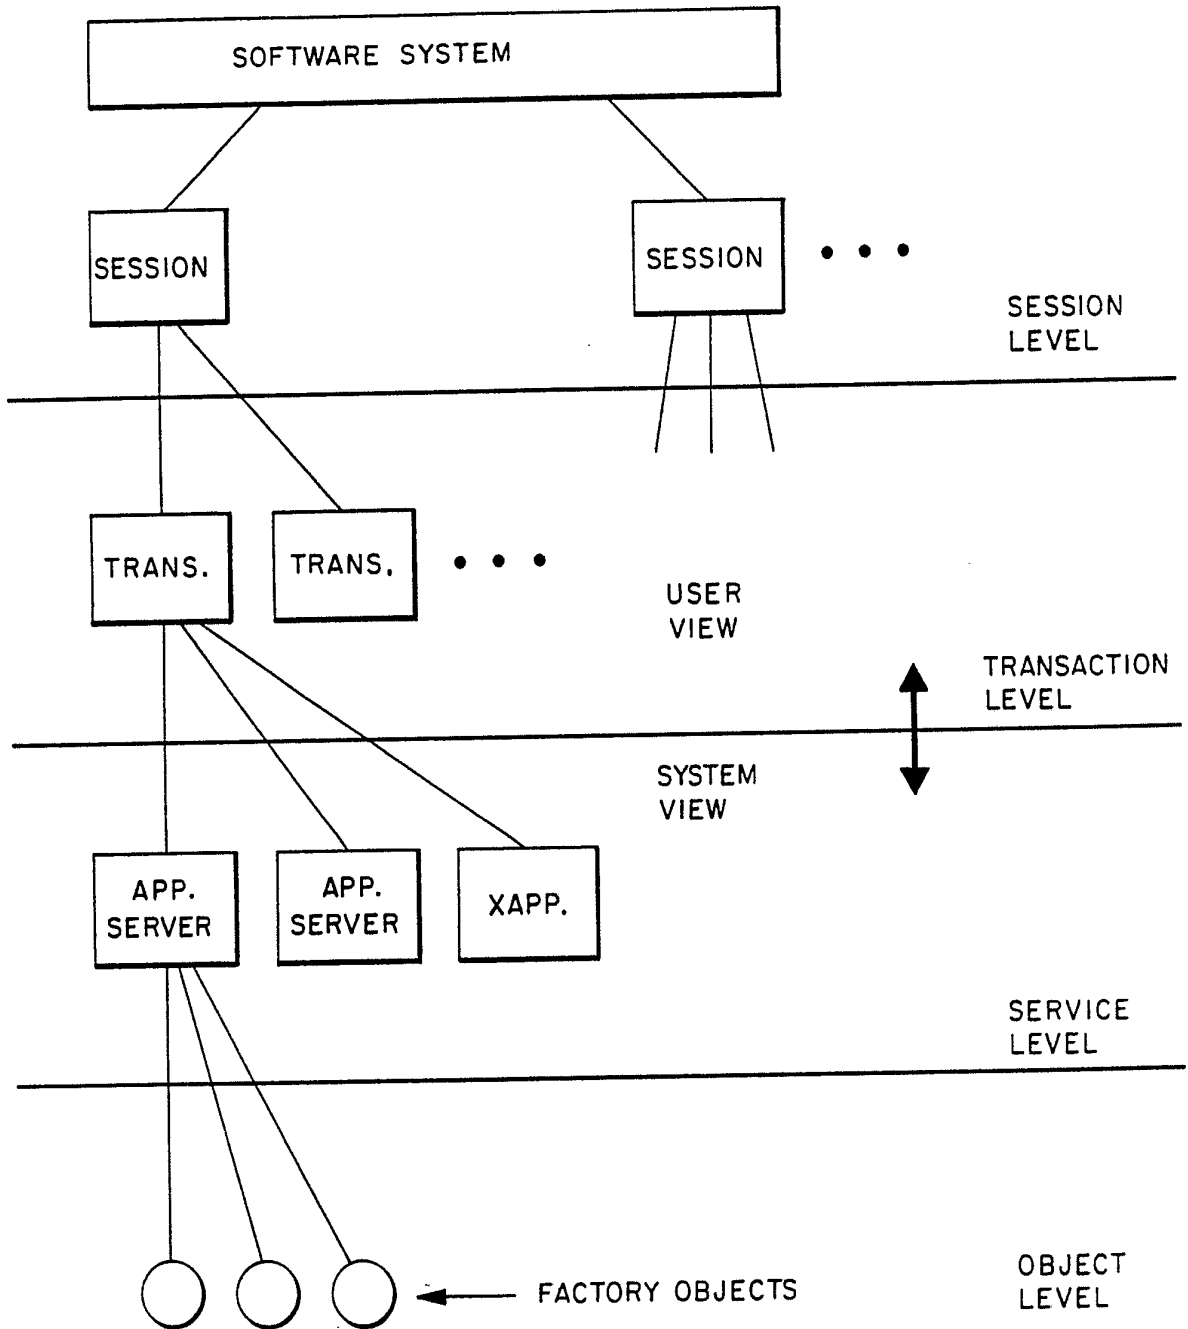 SOFTWARE SYSTEM
SESSION
SESSION
SESSION
LEVEL
TRANS.
TRANS.
USER
VIEW
TRANSACTION
LEVEL
SYSTEM
VIEW
APP.
SERVER
APP.
SERVER
XAPP.
SERVICE
LEVEL
FACTORY OBJECTS
OBJECT
LEVEL